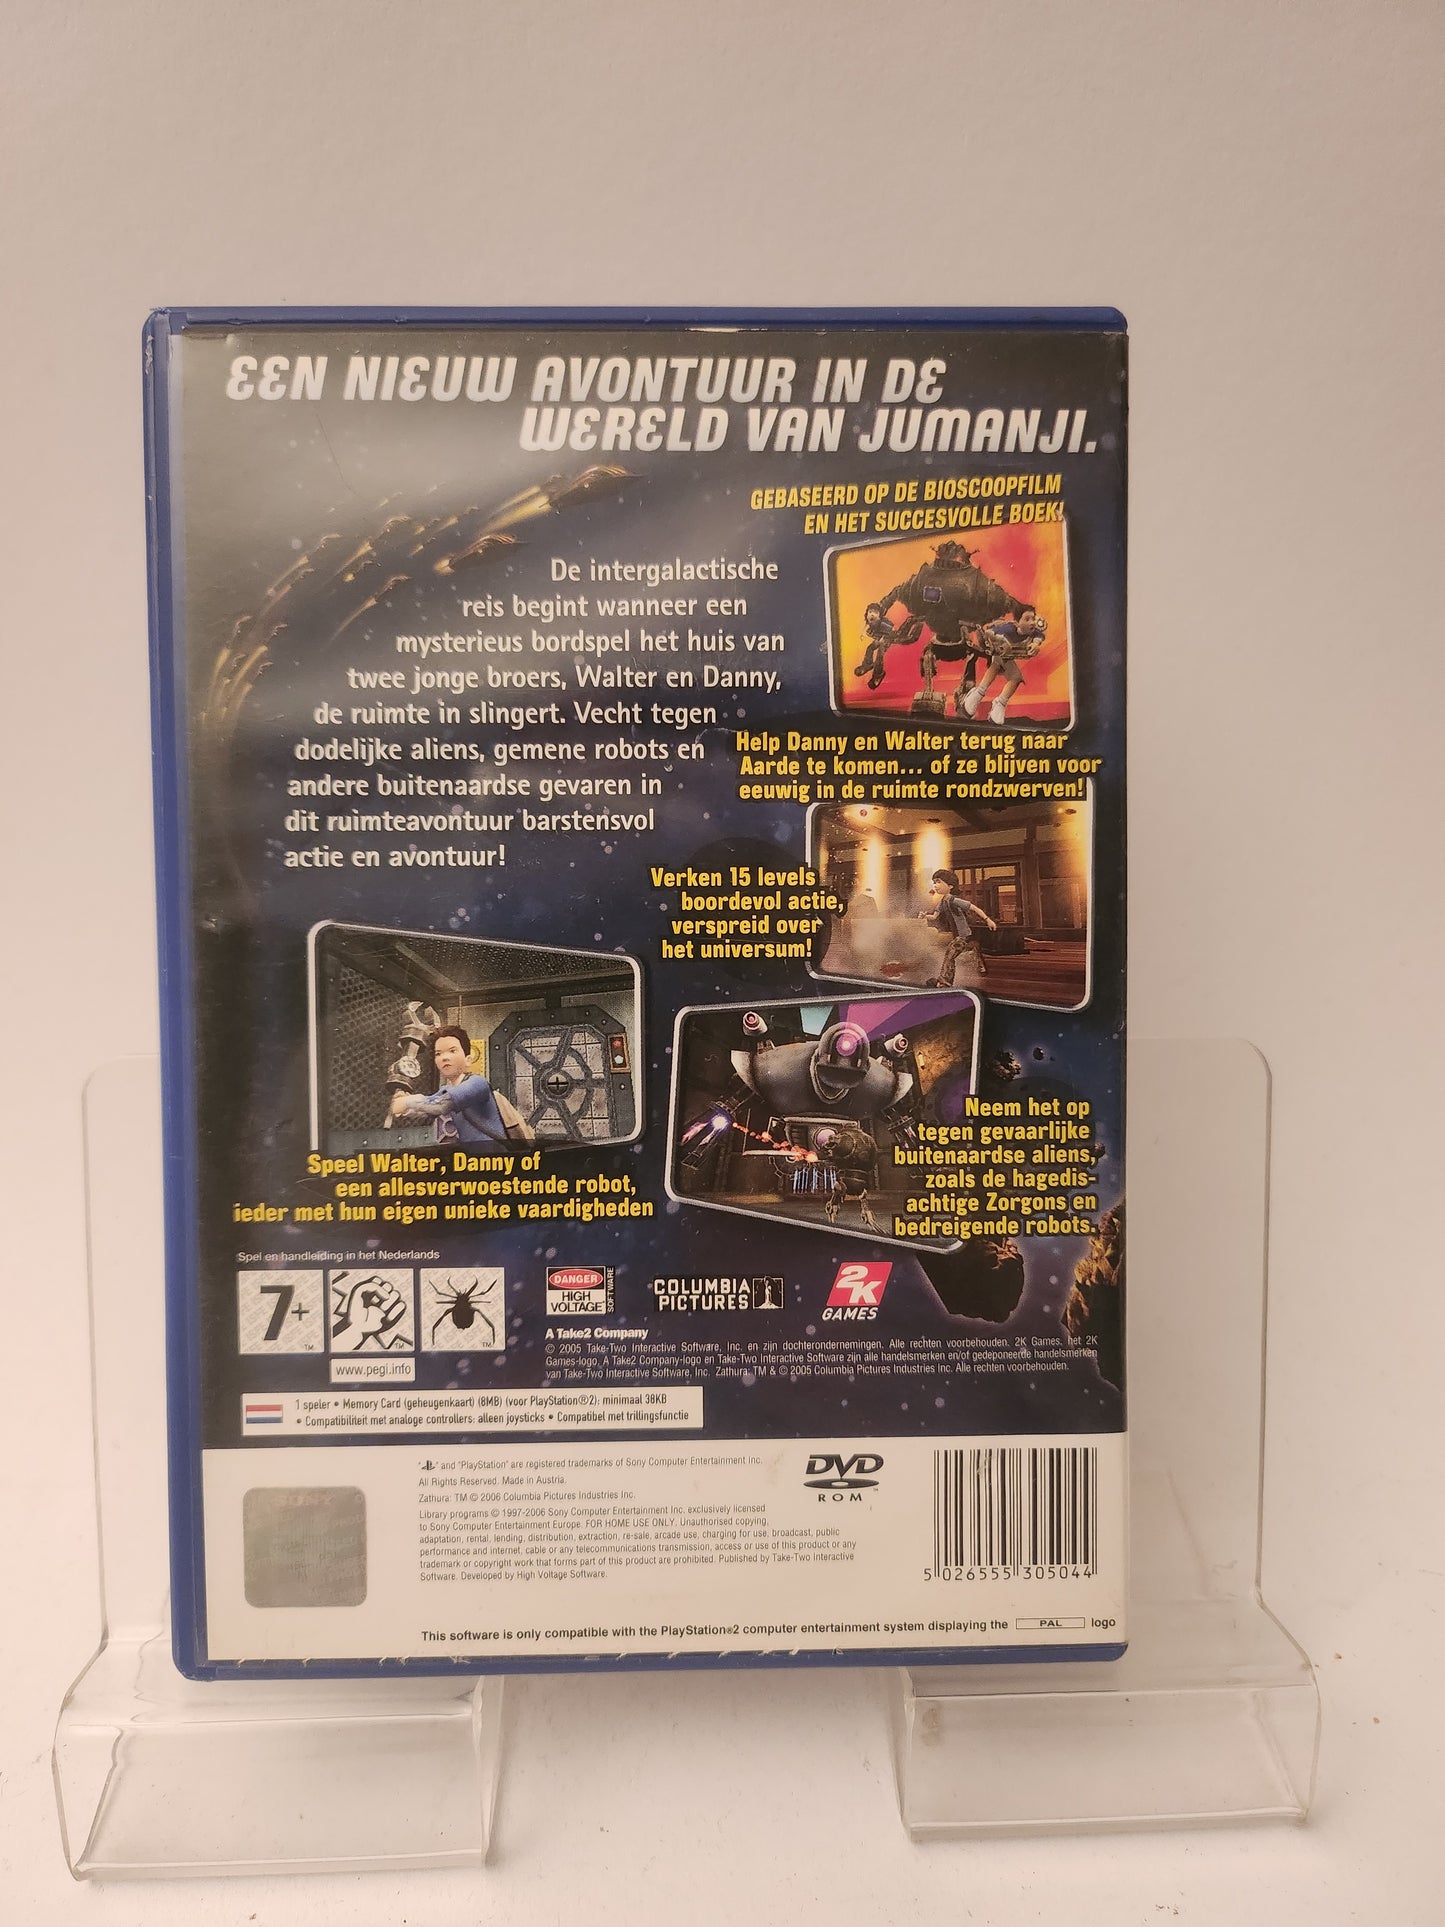 EEN NIEUW AVONTUUR IN DE
WERELD VAN JUMANJI.
GEBASEERD OP DE BIOSCOOPFILM
EN HET SUCCESVOLLE BOEK!
De intergalactische
reis begint wanneer een
mysterieus bordspel het huis van
twee jonge broers, Walter en Danny,
de ruimte in slingert. Vecht tegen
dodelijke aliens, gemene robots en
andere buitenaardse gevaren in
dit ruimteavontuur barstensvol
actie en avontuur!
Help Danny en Walter terug naar
Aarde te komen... of ze blijven voor
eeuwig in de ruimte rondzwerven!
Verken 15 levels
boordevol actie,
verspreid over
het universum!
Speel Walter, Danny of
een allesverwoestende robot,
ieder met hun eigen unieke vaardigheden
Neem het op
tegen gevaarlijke
buitenaardse aliens,
zoals de hagedis-
achtige Zorgons en
bedreigende robots.
Spel en handleiding in het Nederlands
7+
www.pegi.info
DANGER
HIGH
VOLTAGE
SOFTWARE
COLUMBIA
PICTURES
2K
GAMES
A Take2 Company
© 2005 Take-Two Interactive Software, Inc. en zijn dochterondernemingen. Alle rechten voorbehouden. 2K Games, het 2K
Games-logo, A Take2 Company-logo en Take-Two Interactive Software zijn alle handelsmerken en/of gedeponeerde handelsmerken
van Take-Two Interactive Software, Inc. Zathura: TM & © 2005 Columbia Pictures Industries Inc. Alle rechten voorbehouden.
1 speler • Memory Card (geheugenkaart) (8MB) (voor PlayStation®2): minimaal 38KB
• Compatibiliteit met analoge controllers: alleen joysticks • Compatibel met trillingsfunctie
" " and "PlayStation" are registered trademarks of Sony Computer Entertainment Inc.
All Rights Reserved. Made in Austria.
Zathura: TM © 2006 Columbia Pictures Industries Inc.
Library programs © 1997-2006 Sony Computer Entertainment Inc. exclusively licensed
to Sony Computer Entertainment Europe. FOR HOME USE ONLY. Unauthorised copying,
adaptation, rental, lending, distribution, extraction, re-sale, arcade use, charging for use, broadcast, public
performance and internet, cable or any telecommunications transmission, access or use of this product or any
trademark or copyright work that forms part of this product are prohibited. Published by Take-Two Interactive
Software. Developed by High Voltage Software.
DVD
ROM
5 026555 305044
This software is only compatible with the PlayStation®2 computer entertainment system displaying the PAL logo